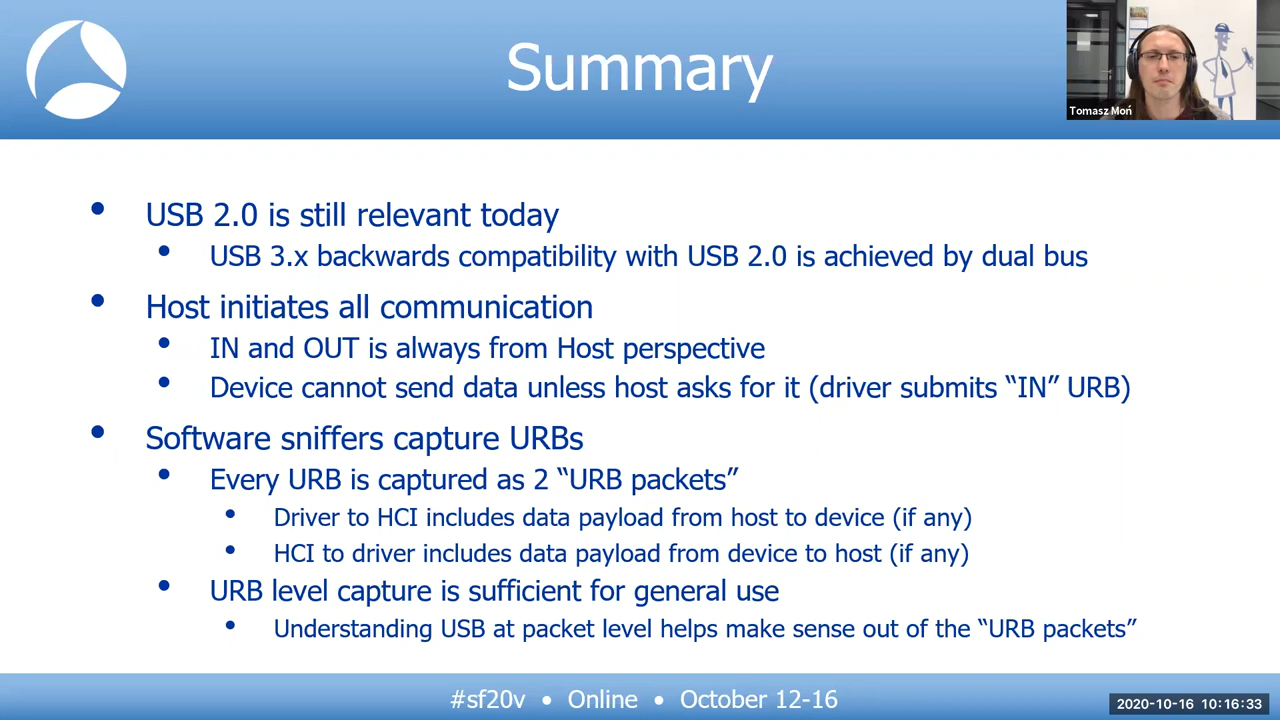 Summary
Tomasz Moń
• USB 2.0 is still relevant today
• USB 3.x backwards compatibility with USB 2.0 is achieved by dual bus
• Host initiates all communication
• IN and OUT is always from Host perspective
• Device cannot send data unless host asks for it (driver submits “IN” URB)
• Software sniffers capture URBs
• Every URB is captured as 2 “URB packets”
• Driver to HCI includes data payload from host to device (if any)
• HCI to driver includes data payload from device to host (if any)
• URB level capture is sufficient for general use
• Understanding USB at packet level helps make sense out of the “URB packets”
#sf20v • Online • October 12-16
2020-10-16 10:16:33